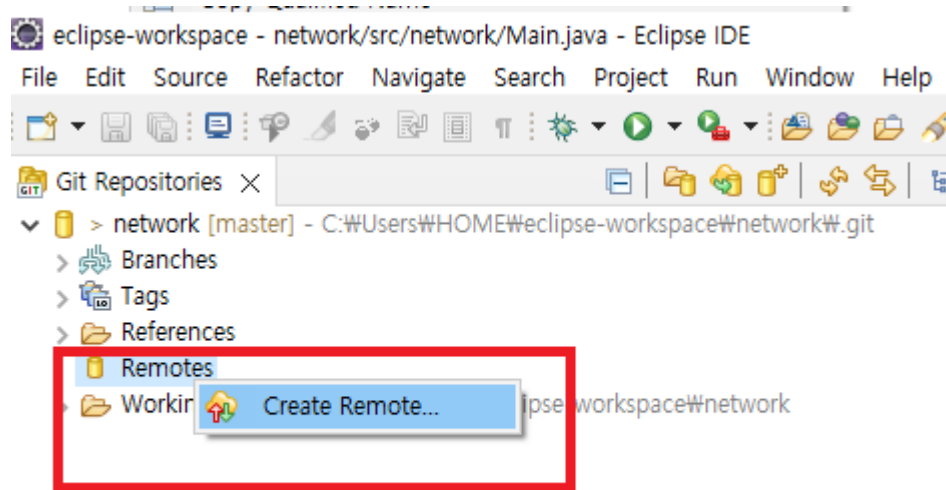 eclipse-workspace - network/src/network/Main.java - Eclipse IDE
File Edit Source Refactor Navigate Search Project Run Window Help
GIT Git Repositories
> network [master] - C:₩Users₩HOME₩eclipse-workspace₩network₩.git
Branches
Tags
References
Remotes
Workin ipse workspace₩network
Create Remote...